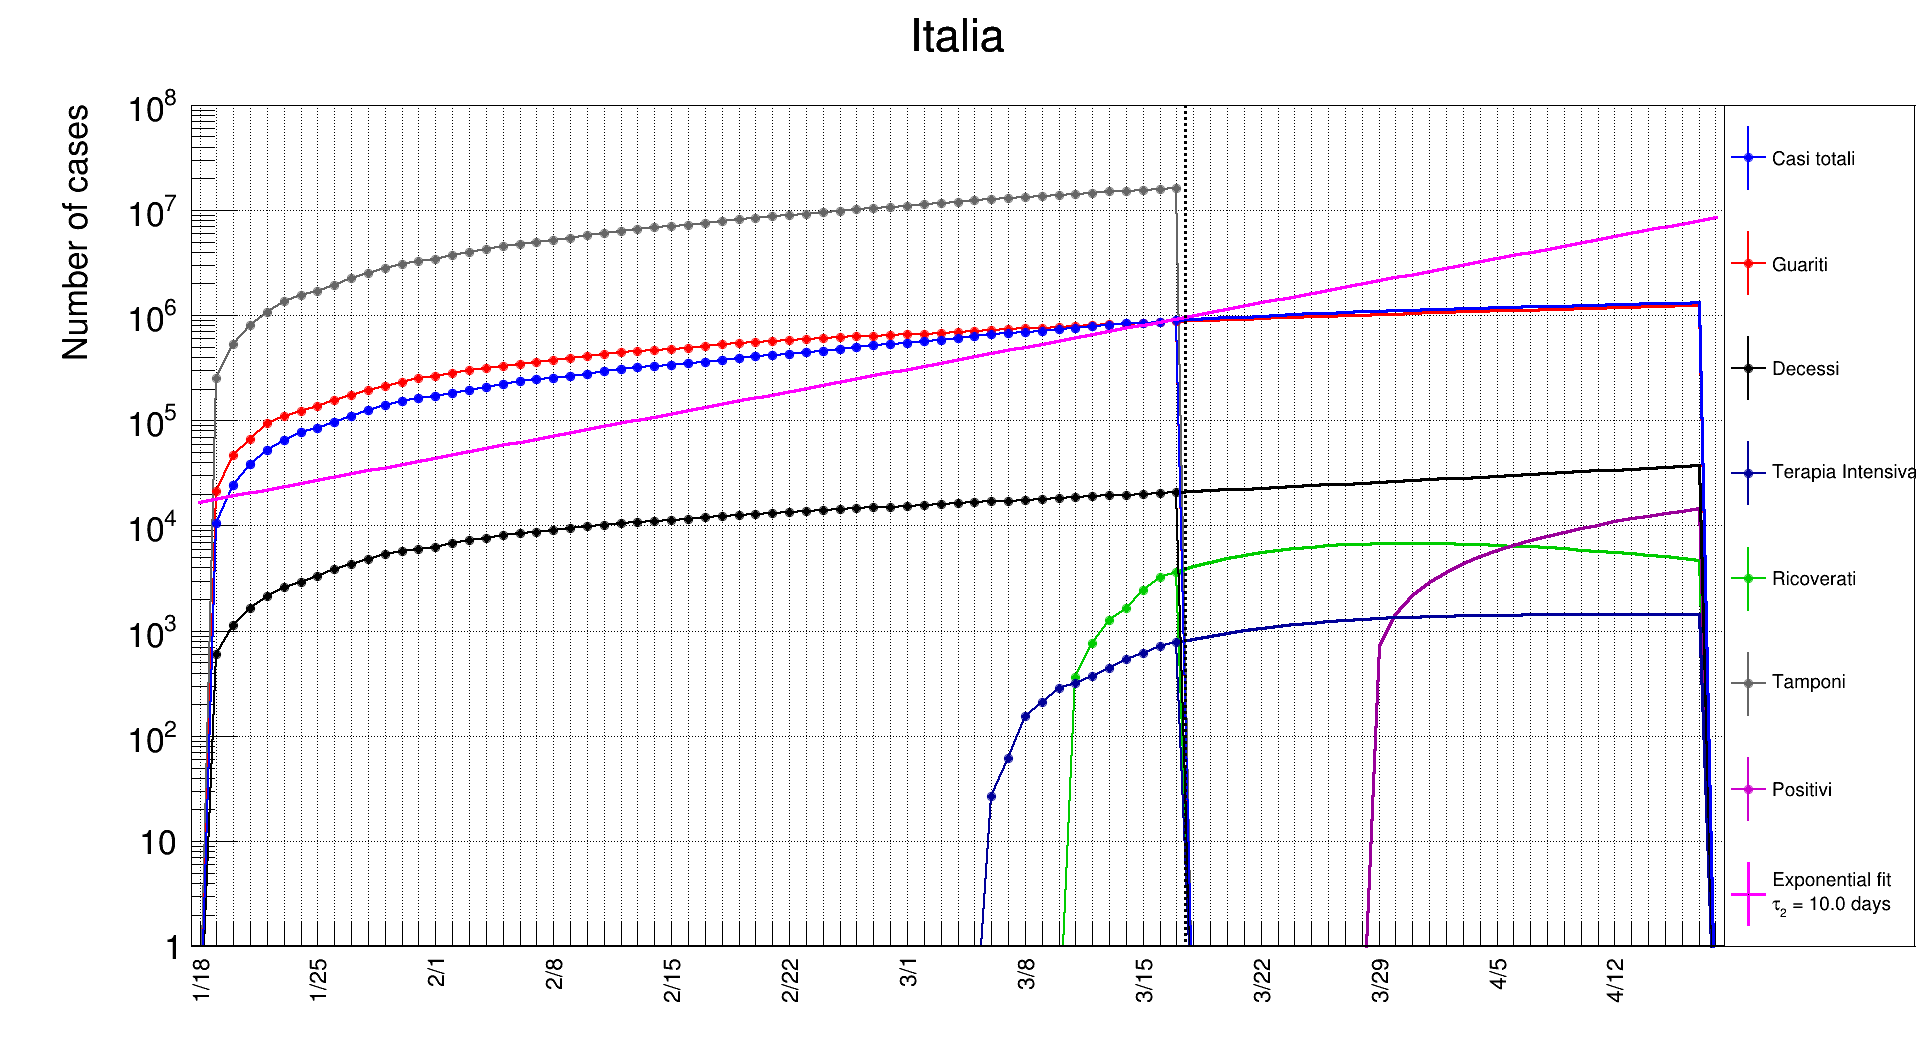 Italia
Number of cases
10^8
10^7
10^6
10^5
10^4
10^3
10^2
10
1
1/18
1/25
2/1
2/8
2/15
2/22
3/1
3/8
3/15
3/22
3/29
4/5
4/12
Casi totali
Guariti
Decessi
Terapia Intensiva
Ricoverati
Tamponi
Positivi
Exponential fit
τ₂ = 10.0 days